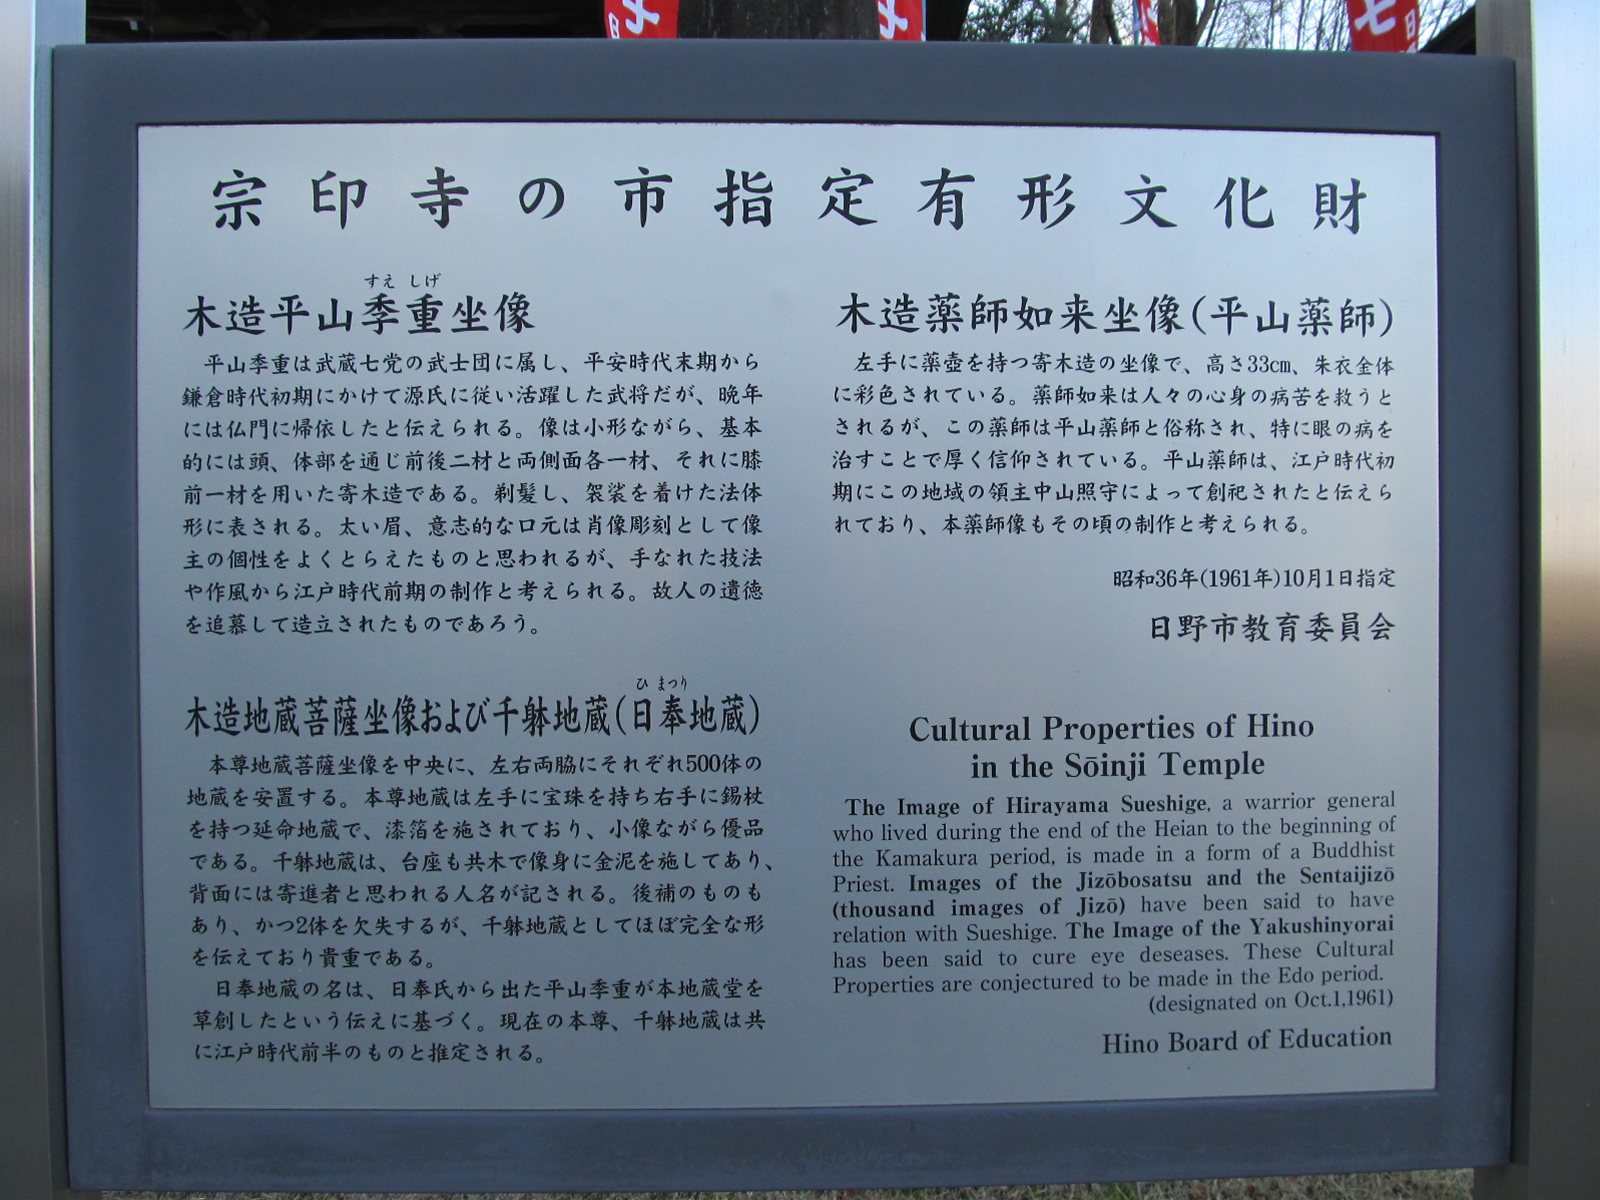 宗印寺の市指定有形文化財
すえ しげ
木造平山季重坐像
平山季重は武蔵七党の武士団に属し、平安時代末期から
鎌倉時代初期にかけて源氏に従い活躍した武将だが、晩年
には仏門に帰依したと伝えられる。像は小形ながら、基本
的には頭、体部を通じ前後二材と両側面各一材、それに膝
前一材を用いた寄木造である。剃髪し、袈裟を着けた法体
形に表される。太い眉、意志的な口元は肖像彫刻として像
主の個性をよくとらえたものと思われるが、手なれた技法
や作風から江戸時代前期の制作と考えられる。故人の遺徳
を追慕して造立されたものであろう。
ひ まつり
木造地蔵菩薩坐像および千躰地蔵(日奉地蔵)
本尊地蔵菩薩坐像を中央に、左右両脇にそれぞれ500体の
地蔵を安置する。本尊地蔵は左手に宝珠を持ち右手に錫杖
を持つ延命地蔵で、漆箔を施されており、小像ながら優品
である。千躰地蔵は、台座も共木で像身に金泥を施してあり、
背面には寄進者と思われる人名が記される。後補のものも
あり、かつ2体を欠失するが、千躰地蔵としてほぼ完全な形
を伝えており貴重である。
日奉地蔵の名は、日奉氏から出た平山季重が本地蔵堂を
草創したという伝えに基づく。現在の本尊、千躰地蔵は共
に江戸時代前半のものと推定される。
木造薬師如来坐像(平山薬師)
左手に薬壺を持つ寄木造の坐像で、高さ33cm、朱衣金体
に彩色されている。薬師如来は人々の心身の病苦を救うと
されるが、この薬師は平山薬師と俗称され、特に眼の病を
治すことで厚く信仰されている。平山薬師は、江戸時代初
期にこの地域の領主中山照守によって創祀されたと伝えら
れており、本薬師像もその頃の制作と考えられる。
昭和36年(1961年)10月1日指定
日野市教育委員会
Cultural Properties of Hino
in the Sōinji Temple
The Image of Hirayama Sueshige, a warrior general
who lived during the end of the Heian to the beginning of
the Kamakura period, is made in a form of a Buddhist
Priest. Images of the Jizōbosatsu and the Sentaijizō
(thousand images of Jizō) have been said to have
relation with Sueshige. The Image of the Yakushinyorai
has been said to cure eye deseases. These Cultural
Properties are conjectured to be made in the Edo period.
(designated on Oct.1,1961)
Hino Board of Education